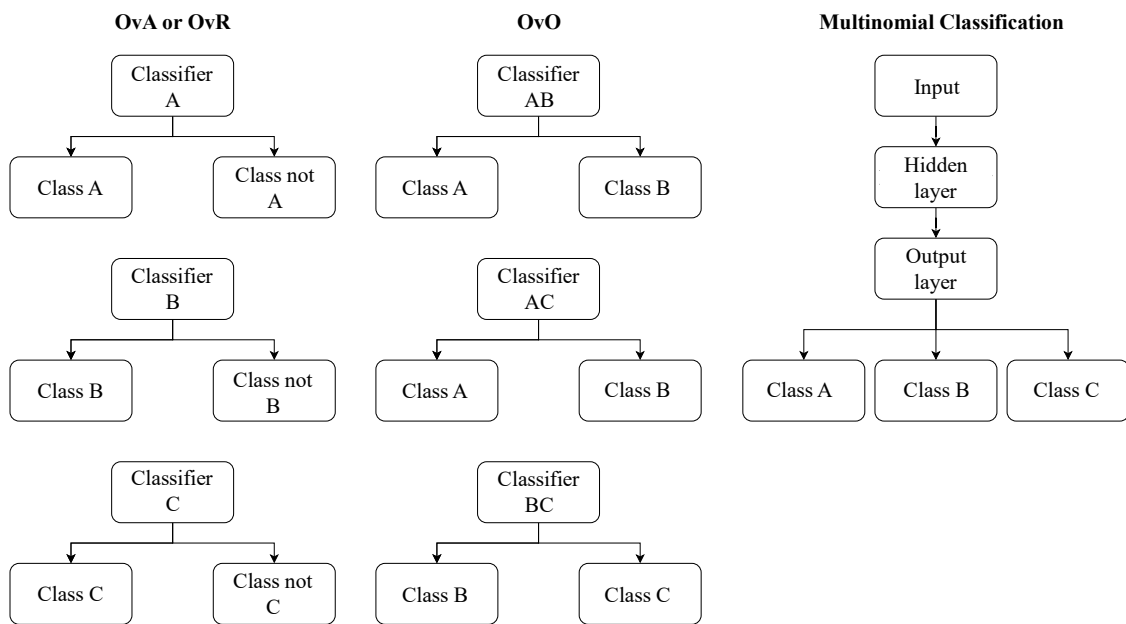 OvA or OvR
Classifier
A
Class A
Class not
A
Classifier
B
Class B
Class not
B
Classifier
C
Class C
Class not
C
OvO
Classifier
AB
Class A
Class B
Classifier
AC
Class A
Class B
Classifier
BC
Class B
Class C
Multinomial Classification
Input
Hidden
layer
Output
layer
Class A
Class B
Class C